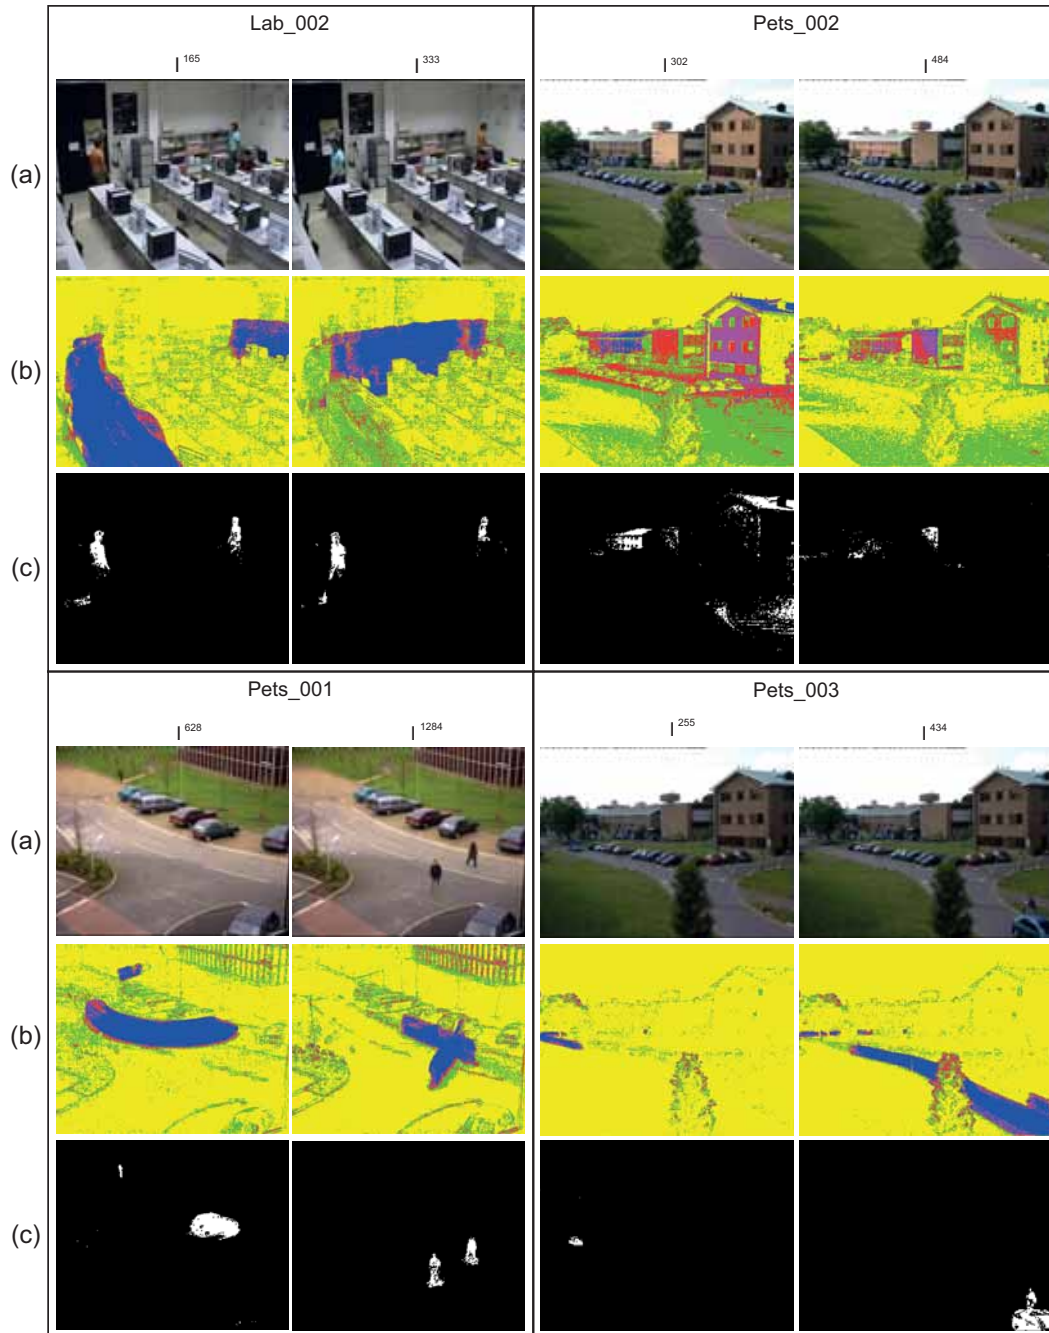 Lab_002
Pets_002
I 165
I 333
I 302
I 484
(a)
(b)
(c)
Pets_001
Pets_003
I 628
I 1284
I 255
I 434
(a)
(b)
(c)